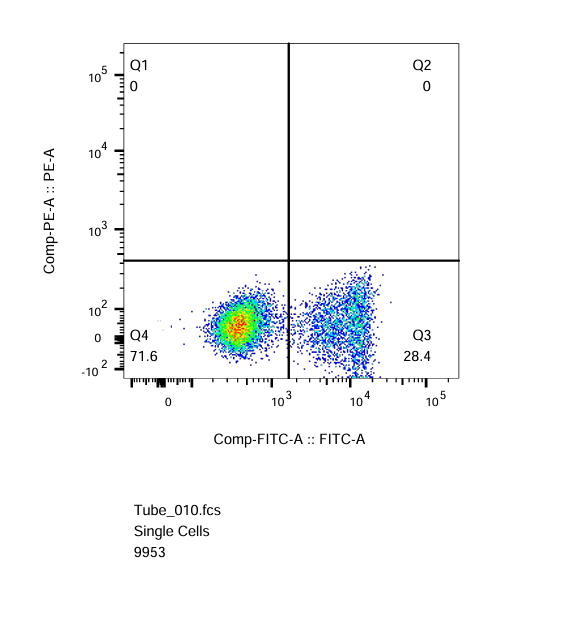 Q1
0
Q2
0
10^5
10^4
10^3
10^2
0
-10^2
Comp-PE-A :: PE-A
Q4
71.6
Q3
28.4
0
10^3
10^4
10^5
Comp-FITC-A :: FITC-A
Tube_010.fcs
Single Cells
9953